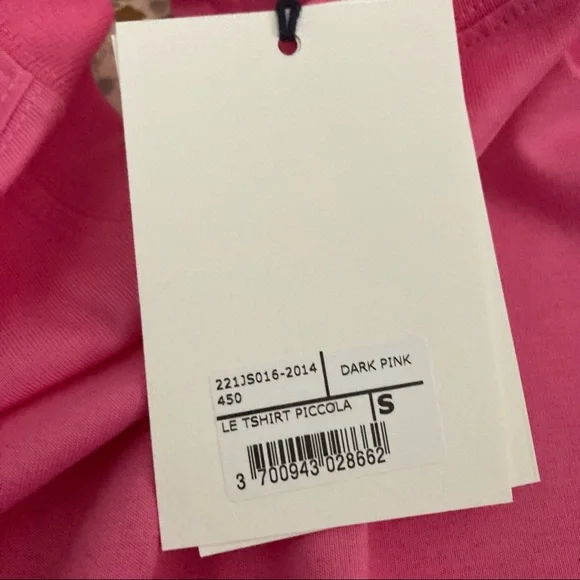 221JS016-2014 DARK PINK
450
LE TSHIRT PICCOLA S
3 700943 028662